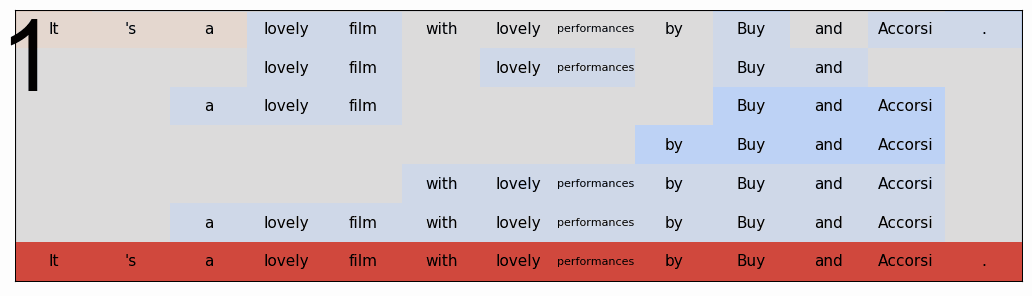 1
It 's a lovely film with lovely performances by Buy and Accorsi .
lovely film lovely performances Buy and
a lovely film Buy and Accorsi
by Buy and Accorsi
with lovely performances by Buy and Accorsi
a lovely film with lovely performances by Buy and Accorsi
It 's a lovely film with lovely performances by Buy and Accorsi .